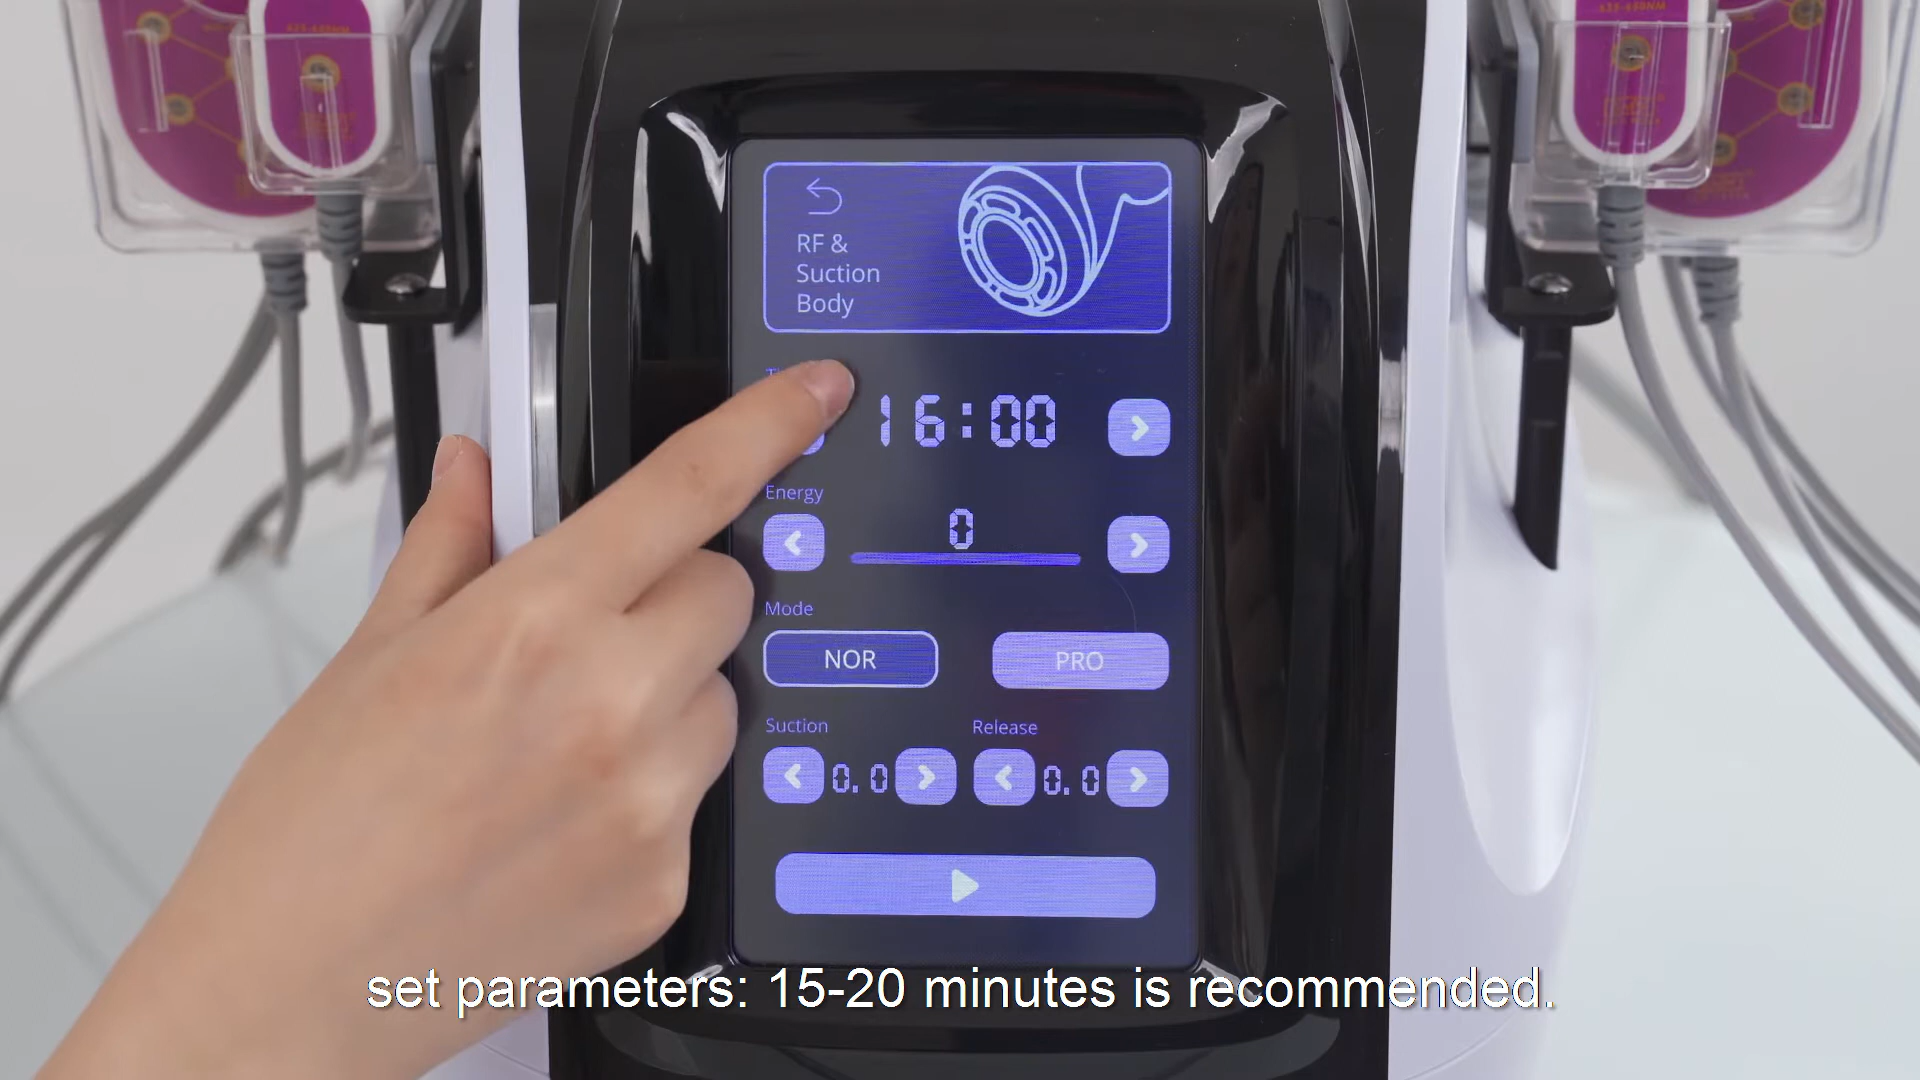 RF &
Suction
Body
16:00
Energy
0
Mode
NOR
PRO
Suction
Release
0.0
0.0
set parameters: 15-20 minutes is recommended.